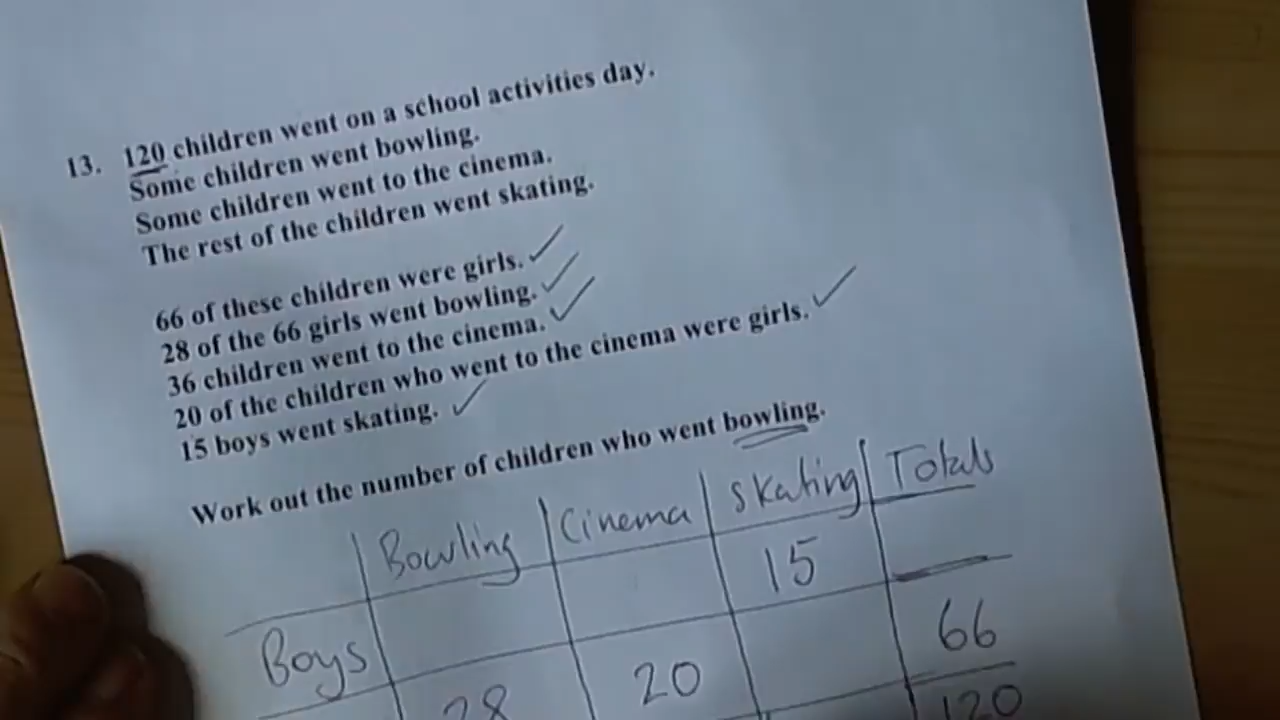 13. 120 children went on a school activities day.
Some children went bowling.
Some children went to the cinema.
The rest of the children went skating.
66 of these children were girls.
28 of the 66 girls went bowling.
36 children went to the cinema.
20 of the children who went to the cinema were girls.
15 boys went skating.
Work out the number of children who went bowling.
Bowling Cinema Skating Totals
Boys 15
28 20 66
120